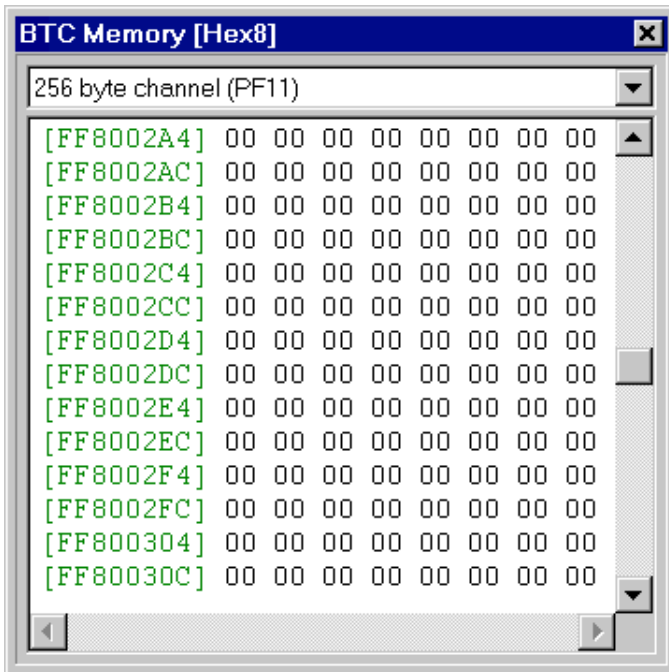 BTC Memory [Hex8]
256 byte channel (PF11)
[FF8002A4] 00 00 00 00 00 00 00 00
[FF8002AC] 00 00 00 00 00 00 00 00
[FF8002B4] 00 00 00 00 00 00 00 00
[FF8002BC] 00 00 00 00 00 00 00 00
[FF8002C4] 00 00 00 00 00 00 00 00
[FF8002CC] 00 00 00 00 00 00 00 00
[FF8002D4] 00 00 00 00 00 00 00 00
[FF8002DC] 00 00 00 00 00 00 00 00
[FF8002E4] 00 00 00 00 00 00 00 00
[FF8002EC] 00 00 00 00 00 00 00 00
[FF8002F4] 00 00 00 00 00 00 00 00
[FF8002FC] 00 00 00 00 00 00 00 00
[FF800304] 00 00 00 00 00 00 00 00
[FF80030C] 00 00 00 00 00 00 00 00